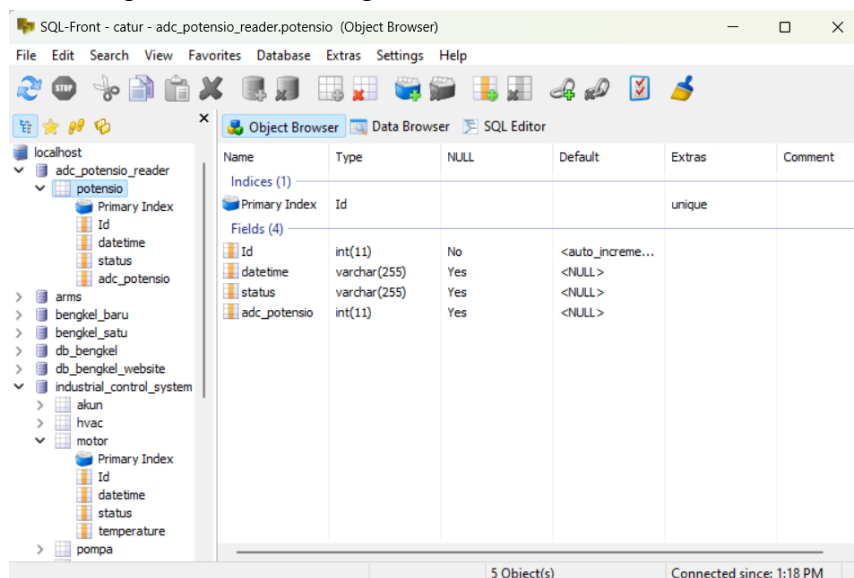 SQL-Front - catur - adc_potensio_reader.potensio (Object Browser)
File Edit Search View Favorites Database Extras Settings Help
STOP
Object Browser Data Browser SQL Editor
localhost
adc_potensio_reader
potensio
Primary Index
Id
datetime
status
adc_potensio
arms
bengkel_baru
bengkel_satu
db_bengkel
db_bengkel_website
industrial_control_system
akun
hvac
motor
Primary Index
Id
datetime
status
temperature
pompa
Name Type NULL Default Extras Comment
Indices (1)
Primary Index Id unique
Fields (4)
Id int(11) No <auto_increme...
datetime varchar(255) Yes <NULL>
status varchar(255) Yes <NULL>
adc_potensio int(11) Yes <NULL>
5 Object(s) Connected since: 1:18 PM